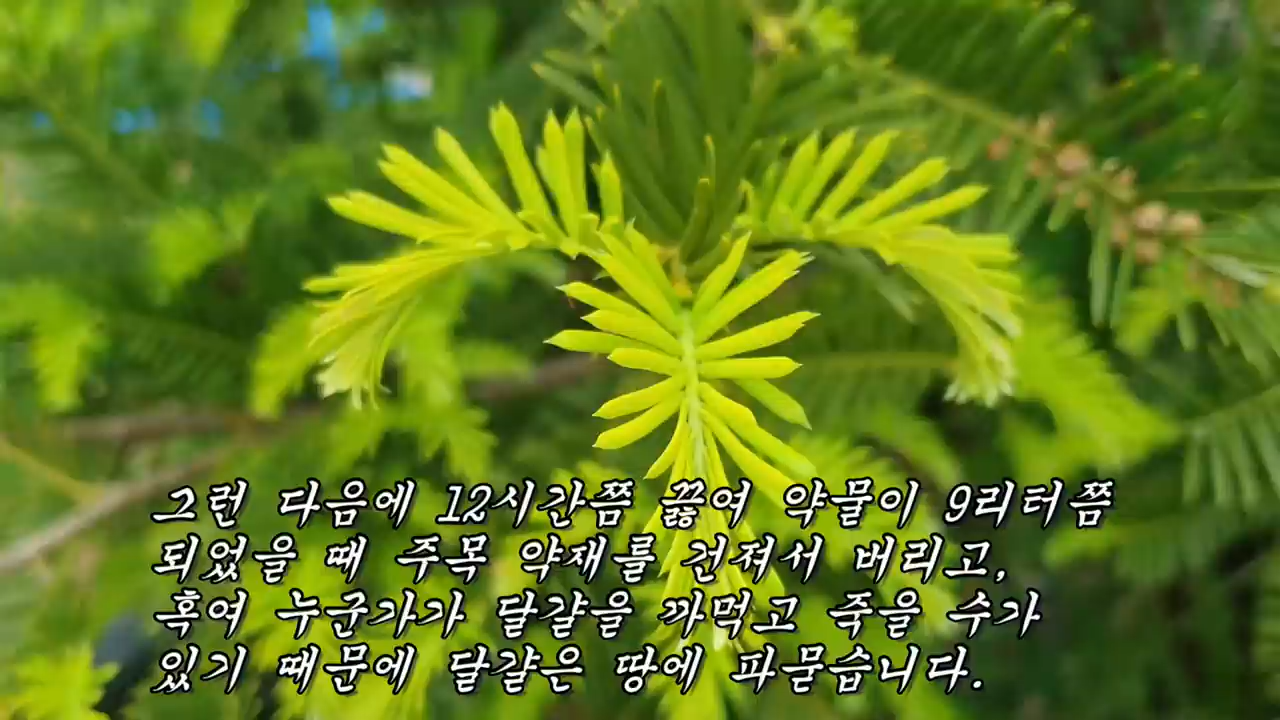 그런 다음에 12시간쯤 끓여 약물이 9리터쯤
되었을 때 주목 약재를 건져서 버리고,
혹여 누군가가 달걀을 까먹고 죽을 수가
있기 때문에 달걀은 땅에 파묻습니다.